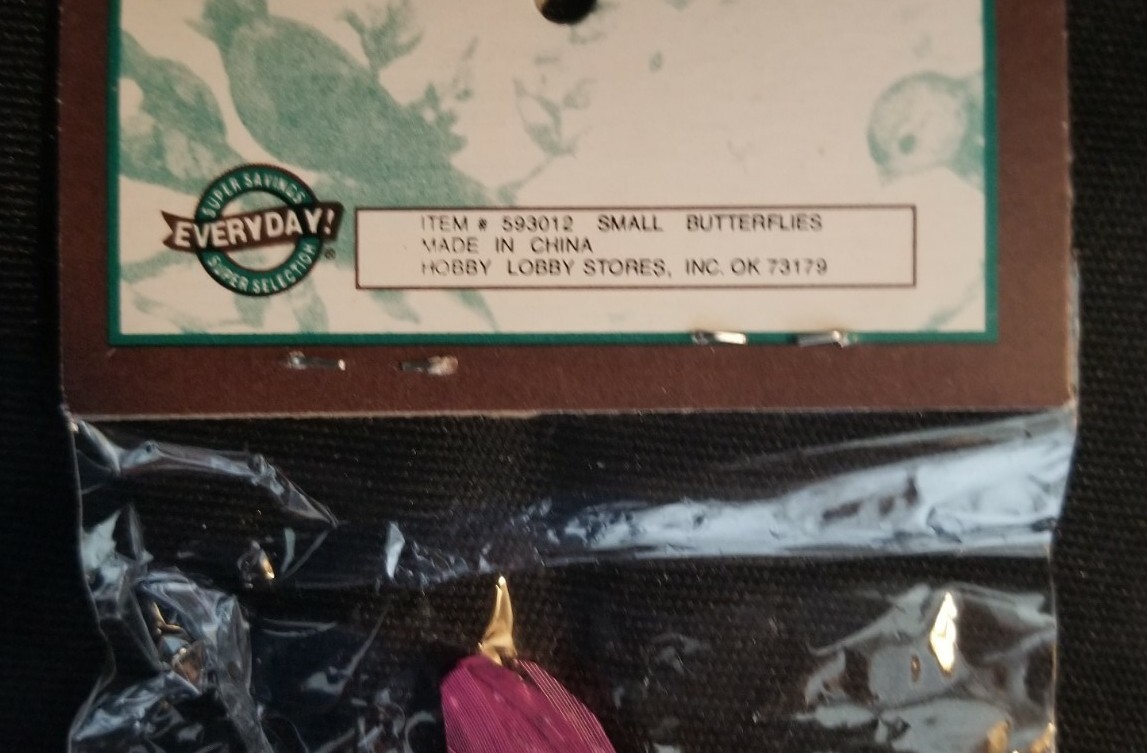 SUPER SAVINGS
EVERYDAY!
SUPER SELECTION
®
ITEM # 593012 SMALL BUTTERFLIES
MADE IN CHINA
HOBBY LOBBY STORES, INC. OK 73179